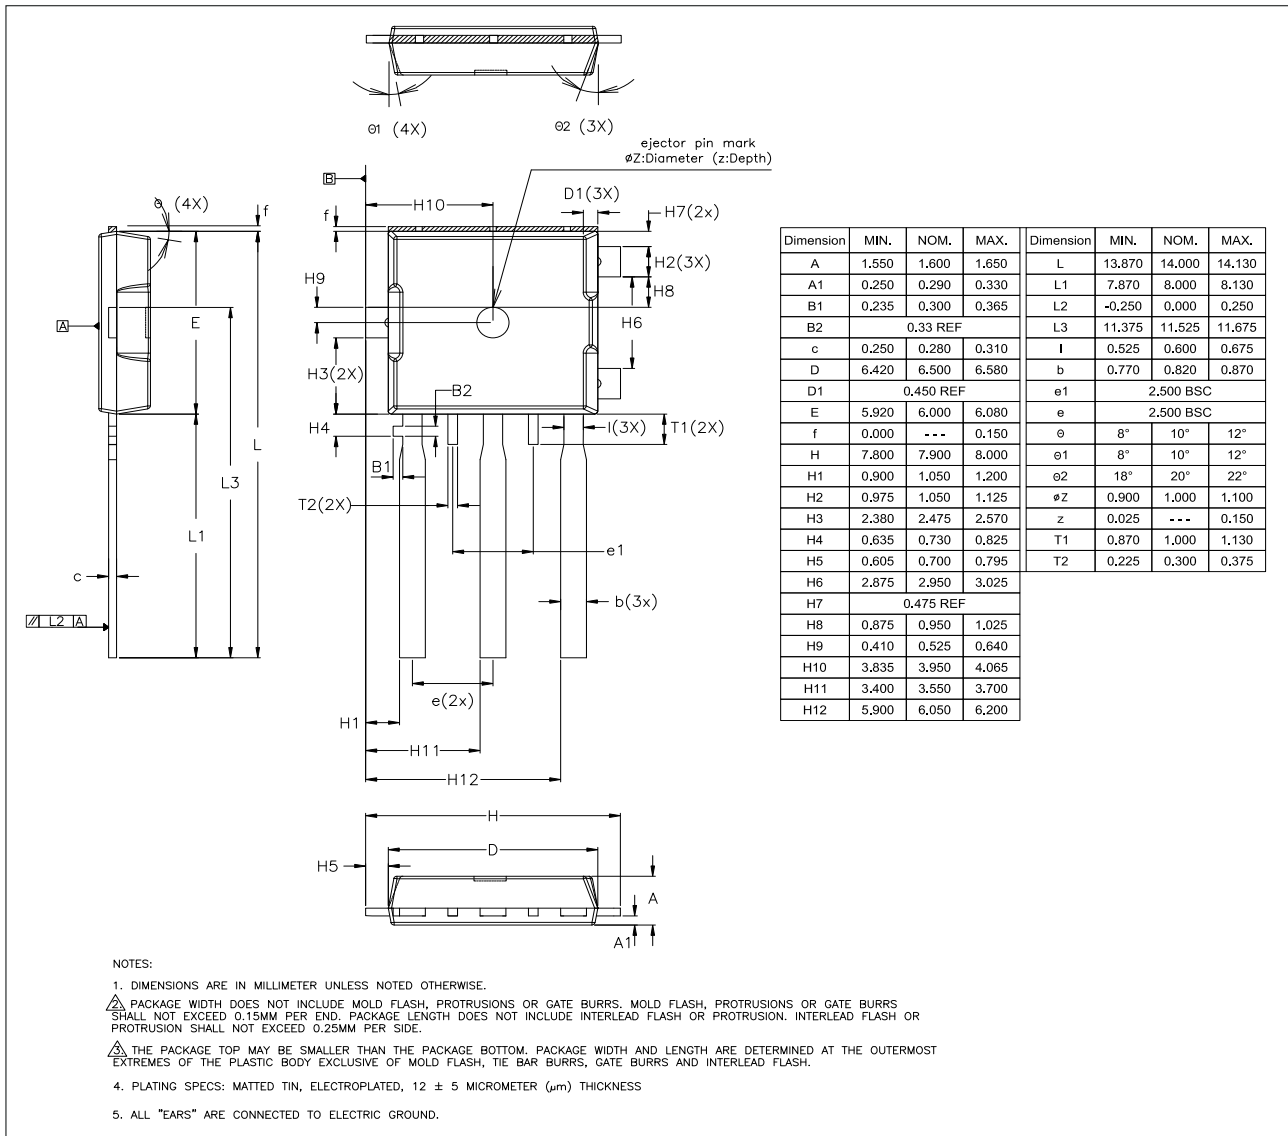 Θ1 (4X)
Θ2 (3X)
ejector pin mark
øZ:Diameter (z:Depth)
B
H10
D1(3X)
H7(2x)
Θ (4X)
f
f
H2(3X)
H9
H8
H6
A
E
H3(2X)
B2
H4
l(3X)
T1(2X)
L
B1
L3
T2(2X)
L1
e1
c
b(3x)
// L2 A
e(2x)
H1
H11
H12
H
D
H5
A
A1
Dimension MIN. NOM. MAX. Dimension MIN. NOM. MAX.
A 1.550 1.600 1.650 L 13.870 14.000 14.130
A1 0.250 0.290 0.330 L1 7.870 8.000 8.130
B1 0.235 0.300 0.365 L2 -0.250 0.000 0.250
B2 0.33 REF L3 11.375 11.525 11.675
c 0.250 0.280 0.310 l 0.525 0.600 0.675
D 6.420 6.500 6.580 b 0.770 0.820 0.870
D1 0.450 REF e1 2.500 BSC
E 5.920 6.000 6.080 e 2.500 BSC
f 0.000 --- 0.150 Θ 8° 10° 12°
H 7.800 7.900 8.000 Θ1 8° 10° 12°
H1 0.900 1.050 1.200 Θ2 18° 20° 22°
H2 0.975 1.050 1.125 øZ 0.900 1.000 1.100
H3 2.380 2.475 2.570 z 0.025 --- 0.150
H4 0.635 0.730 0.825 T1 0.870 1.000 1.130
H5 0.605 0.700 0.795 T2 0.225 0.300 0.375
H6 2.875 2.950 3.025
H7 0.475 REF
H8 0.875 0.950 1.025
H9 0.410 0.525 0.640
H10 3.835 3.950 4.065
H11 3.400 3.550 3.700
H12 5.900 6.050 6.200
NOTES:
1. DIMENSIONS ARE IN MILLIMETER UNLESS NOTED OTHERWISE.
2. PACKAGE WIDTH DOES NOT INCLUDE MOLD FLASH, PROTRUSIONS OR GATE BURRS. MOLD FLASH, PROTRUSIONS OR GATE BURRS
SHALL NOT EXCEED 0.15MM PER END. PACKAGE LENGTH DOES NOT INCLUDE INTERLEAD FLASH OR PROTRUSION. INTERLEAD FLASH OR
PROTRUSION SHALL NOT EXCEED 0.25MM PER SIDE.
3. THE PACKAGE TOP MAY BE SMALLER THAN THE PACKAGE BOTTOM. PACKAGE WIDTH AND LENGTH ARE DETERMINED AT THE OUTERMOST
EXTREMES OF THE PLASTIC BODY EXCLUSIVE OF MOLD FLASH, TIE BAR BURRS, GATE BURRS AND INTERLEAD FLASH.
4. PLATING SPECS: MATTED TIN, ELECTROPLATED, 12 ± 5 MICROMETER (µm) THICKNESS
5. ALL "EARS" ARE CONNECTED TO ELECTRIC GROUND.